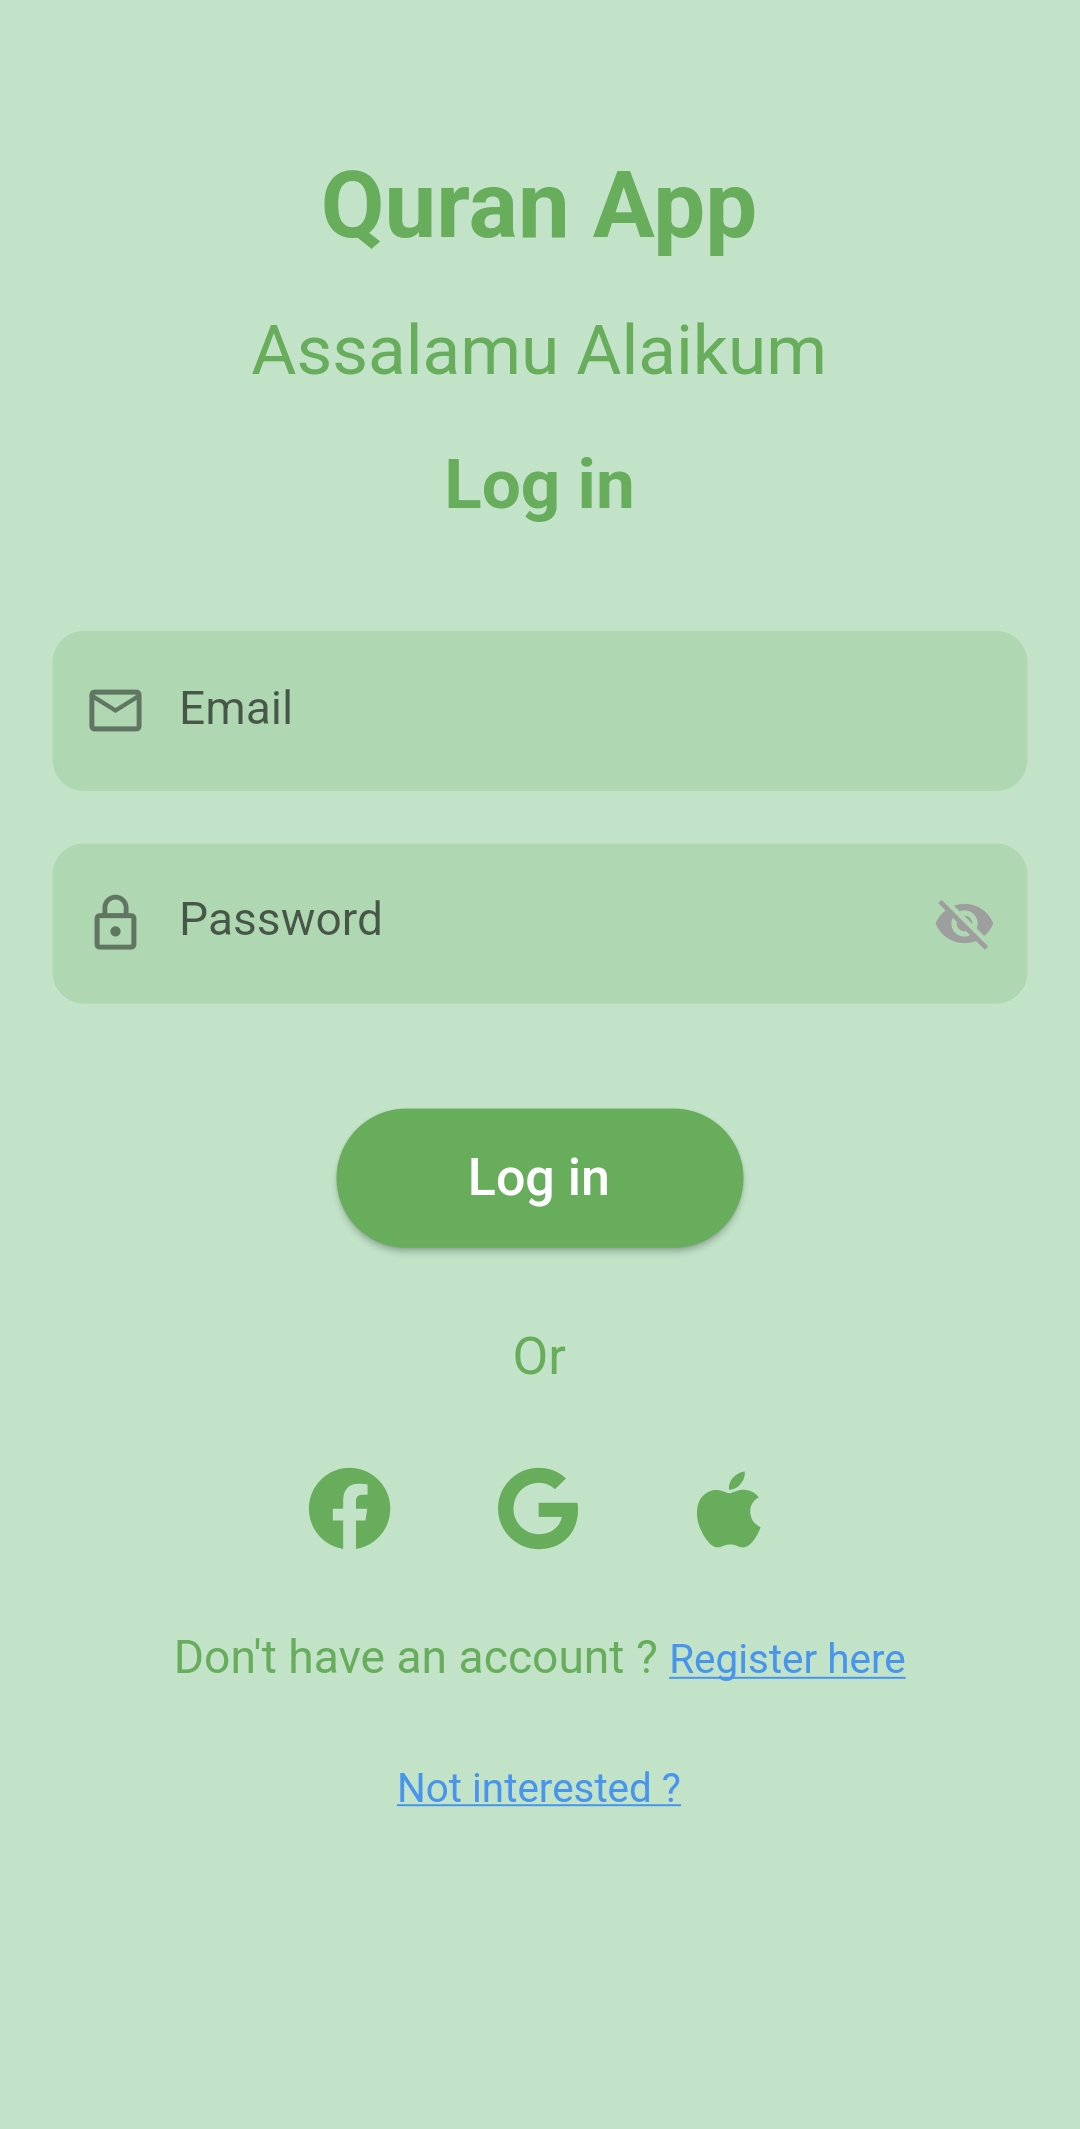 Quran App
Assalamu Alaikum
Log in
Email
Password
Log in
Or
Don't have an account ? Register here
Not interested ?